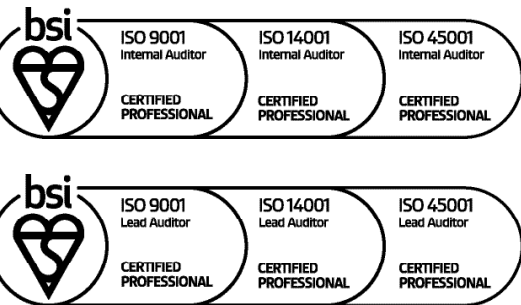 bsi
ISO 9001
Internal Auditor
CERTIFIED
PROFESSIONAL
ISO 14001
Internal Auditor
CERTIFIED
PROFESSIONAL
ISO 45001
Internal Auditor
CERTIFIED
PROFESSIONAL
bsi
ISO 9001
Lead Auditor
CERTIFIED
PROFESSIONAL
ISO 14001
Lead Auditor
CERTIFIED
PROFESSIONAL
ISO 45001
Lead Auditor
CERTIFIED
PROFESSIONAL